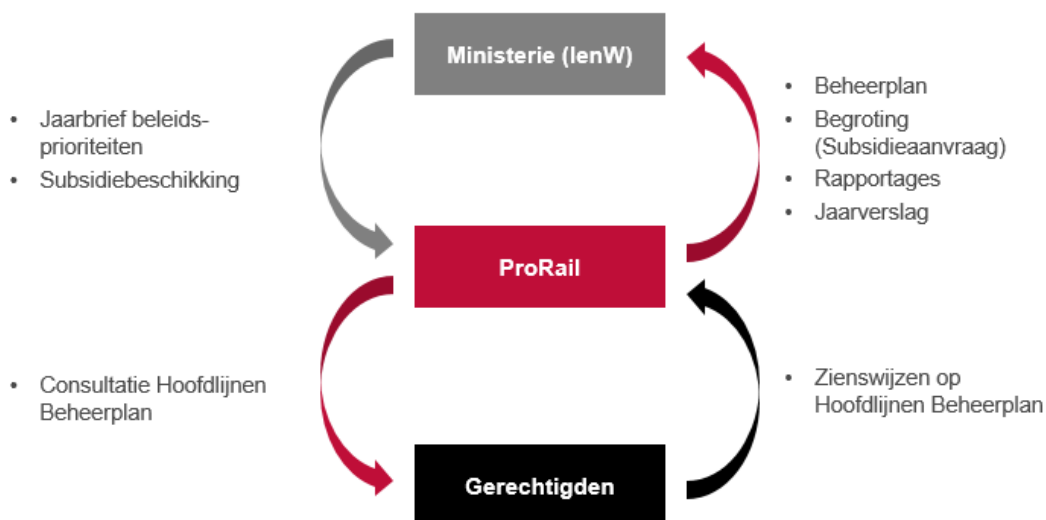 Ministerie (IenW)
• Jaarbrief beleids-
prioriteiten
• Subsidiebeschikking
• Beheerplan
• Begroting
(Subsidieaanvraag)
• Rapportages
• Jaarverslag
ProRail
• Consultatie Hoofdlijnen
Beheerplan
• Zienswijzen op
Hoofdlijnen Beheerplan
Gerechtigden